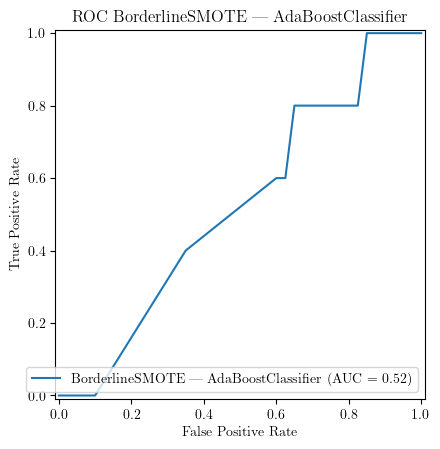 ROC BorderlineSMOTE — AdaBoostClassifier
True Positive Rate
1.0
0.8
0.6
0.4
0.2
0.0
BorderlineSMOTE — AdaBoostClassifier (AUC = 0.52)
0.0 0.2 0.4 0.6 0.8 1.0
False Positive Rate